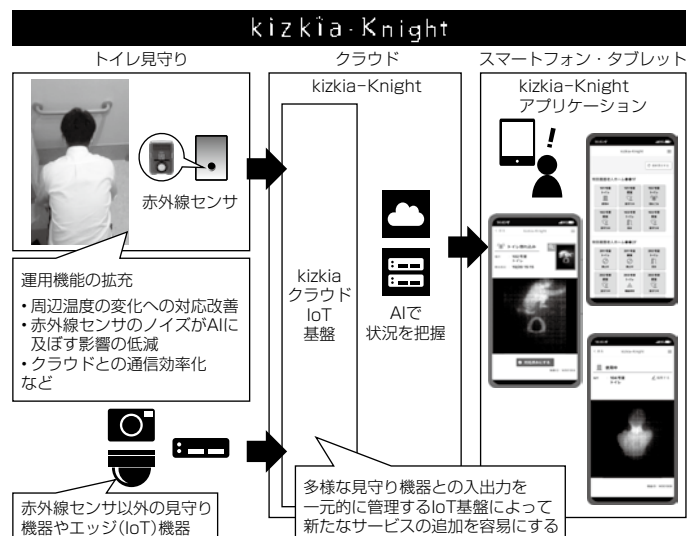 kizkia-Knight
トイレ見守り
クラウド
スマートフォン・タブレット
赤外線センサ
運用機能の拡充
・周辺温度の変化への対応改善
・赤外線センサのノイズがAIに
及ぼす影響の低減
・クラウドとの通信効率化
など
赤外線センサ以外の見守り
機器やエッジ(IoT)機器
kizkia-Knight
kizkia
クラウド
IoT
基盤
AIで
状況を把握
多様な見守り機器との入出力を
一元的に管理するIoT基盤によって
新たなサービスの追加を容易にする
kizkia-Knight
アプリケーション